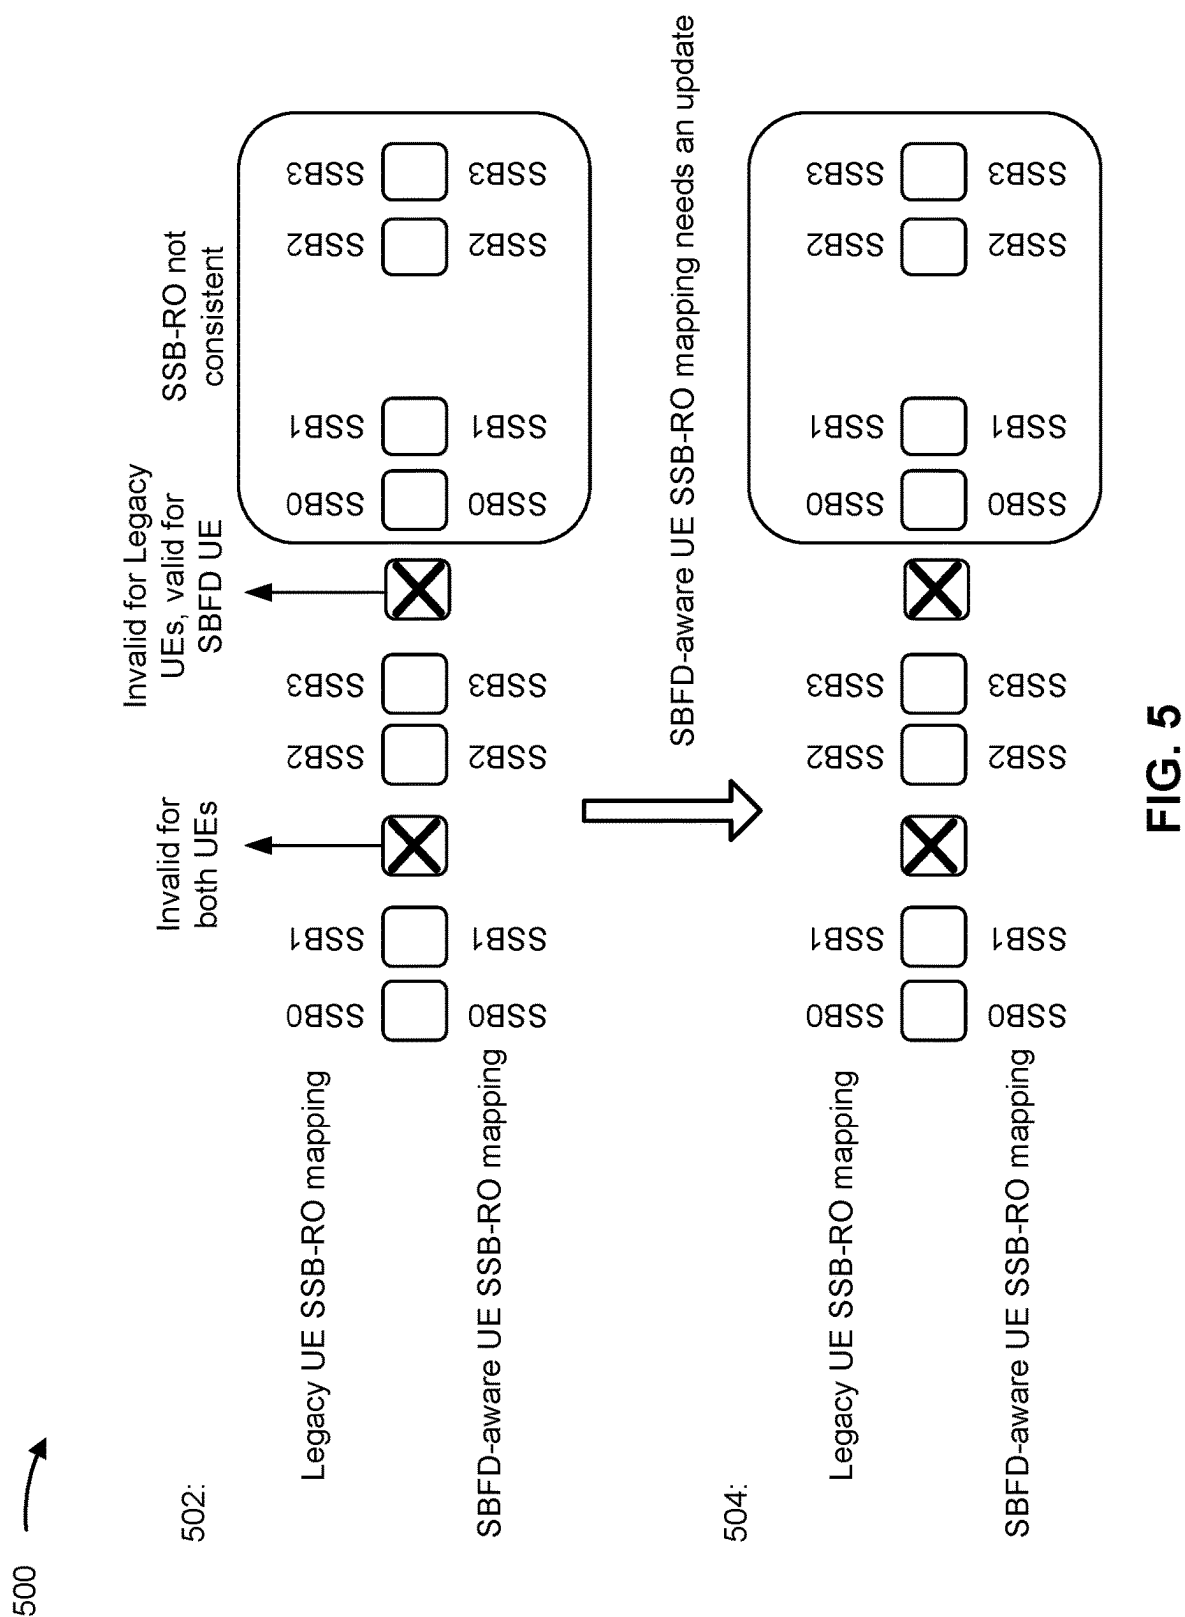 500
502:
Invalid for
both UEs
Invalid for Legacy
UEs, valid for
SBFD UE
SSB-RO not
consistent
Legacy UE SSB-RO mapping
SSB0
SSB1
SSB2
SSB3
SSB0
SSB1
SSB2
SSB3
SBFD-aware UE SSB-RO mapping
SSB0
SSB1
SSB2
SSB3
SSB0
SSB1
SSB2
SSB3
SBFD-aware UE SSB-RO mapping needs an update
504:
Legacy UE SSB-RO mapping
SSB0
SSB1
SSB2
SSB3
SSB0
SSB1
SSB2
SSB3
SBFD-aware UE SSB-RO mapping
SSB0
SSB1
SSB2
SSB3
SSB0
SSB1
SSB2
SSB3
FIG. 5